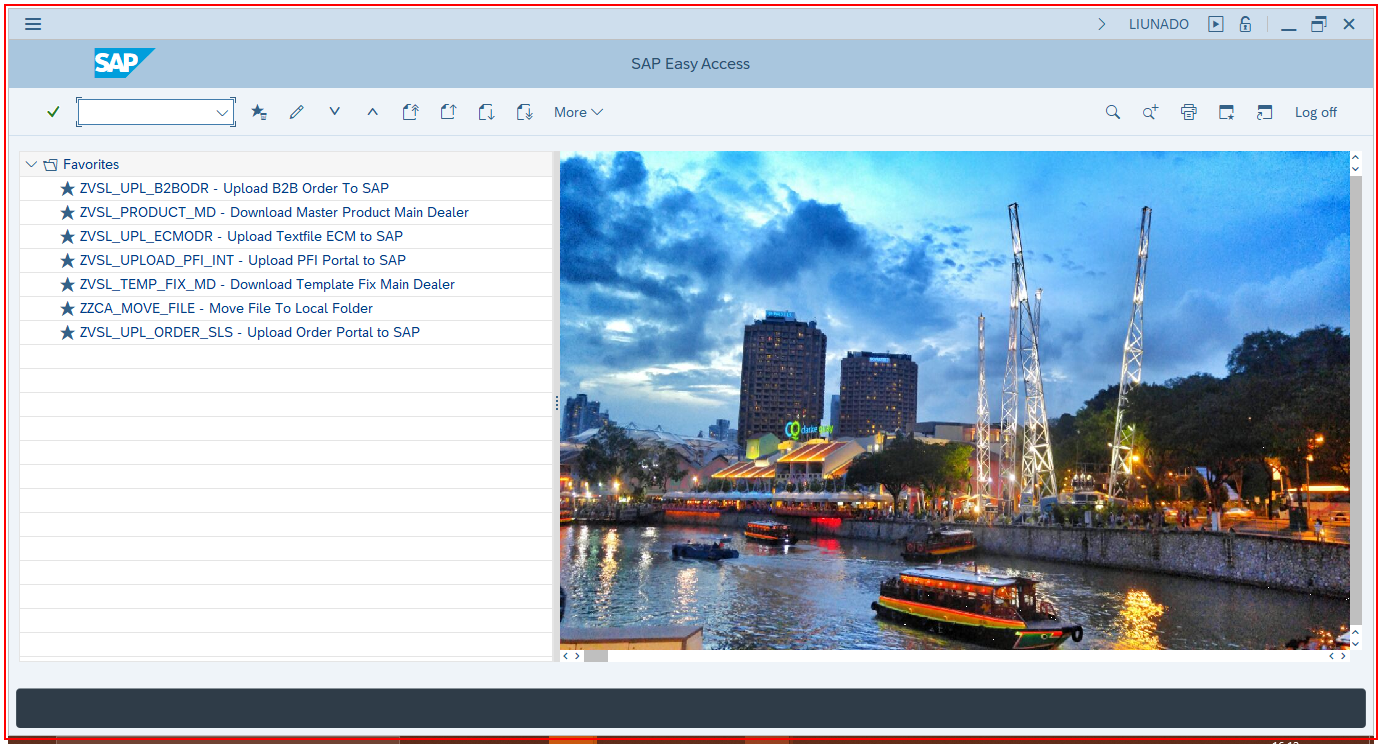 LIUNADO
SAP
SAP Easy Access
More
Log off
Favorites
ZVSL_UPL_B2BODR - Upload B2B Order To SAP
ZVSL_PRODUCT_MD - Download Master Product Main Dealer
ZVSL_UPL_ECMODR - Upload Textfile ECM to SAP
ZVSL_UPLOAD_PFI_INT - Upload PFI Portal to SAP
ZVSL_TEMP_FIX_MD - Download Template Fix Main Dealer
ZZCA_MOVE_FILE - Move File To Local Folder
ZVSL_UPL_ORDER_SLS - Upload Order Portal to SAP